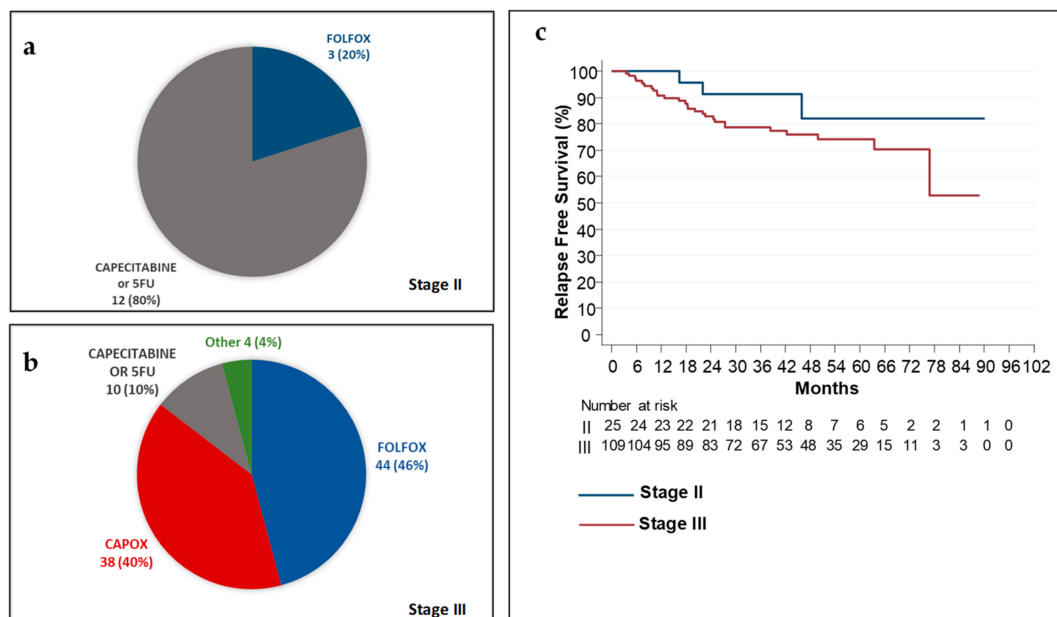 a
FOLFOX
3 (20%)
CAPECITABINE
or 5FU
12 (80%)
Stage II
b
Other 4 (4%)
CAPECITABINE
OR 5FU
10 (10%)
FOLFOX
44 (46%)
CAPOX
38 (40%)
Stage III
c
Relapse Free Survival (%)
100
90
80
70
60
50
40
30
20
10
0
0 6 12 18 24 30 36 42 48 54 60 66 72 78 84 90 96 102
Months
Number at risk
II 25 24 23 22 21 18 15 12 8 7 6 5 2 2 1 1 0
III 109 104 95 89 83 72 67 53 48 35 29 15 11 3 3 0 0
Stage II
Stage III